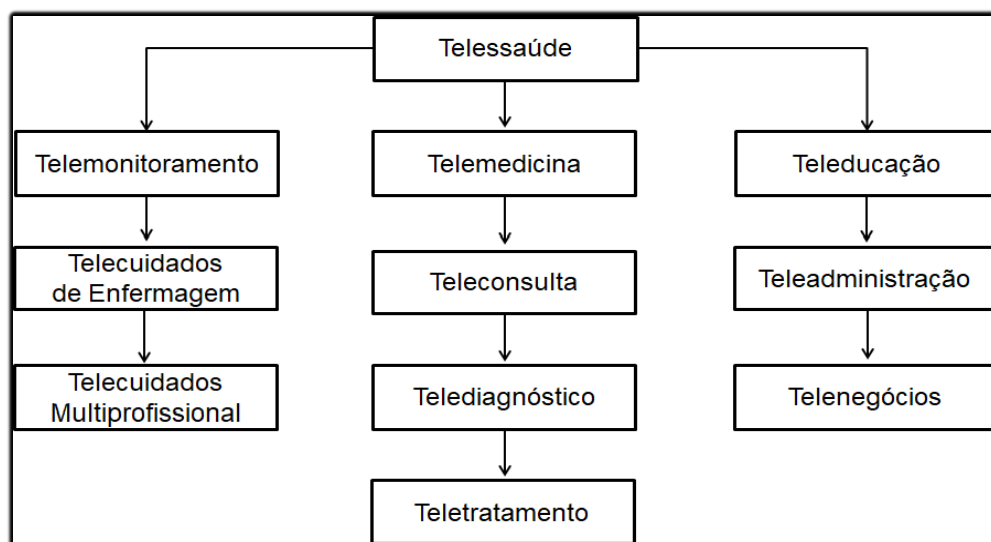 Telessaúde
Telemonitoramento
Telemedicina
Teleducação
Telecuidados
de Enfermagem
Teleconsulta
Teleadministração
Telecuidados
Multiprofissional
Telediagnóstico
Telenegócios
Teletratamento